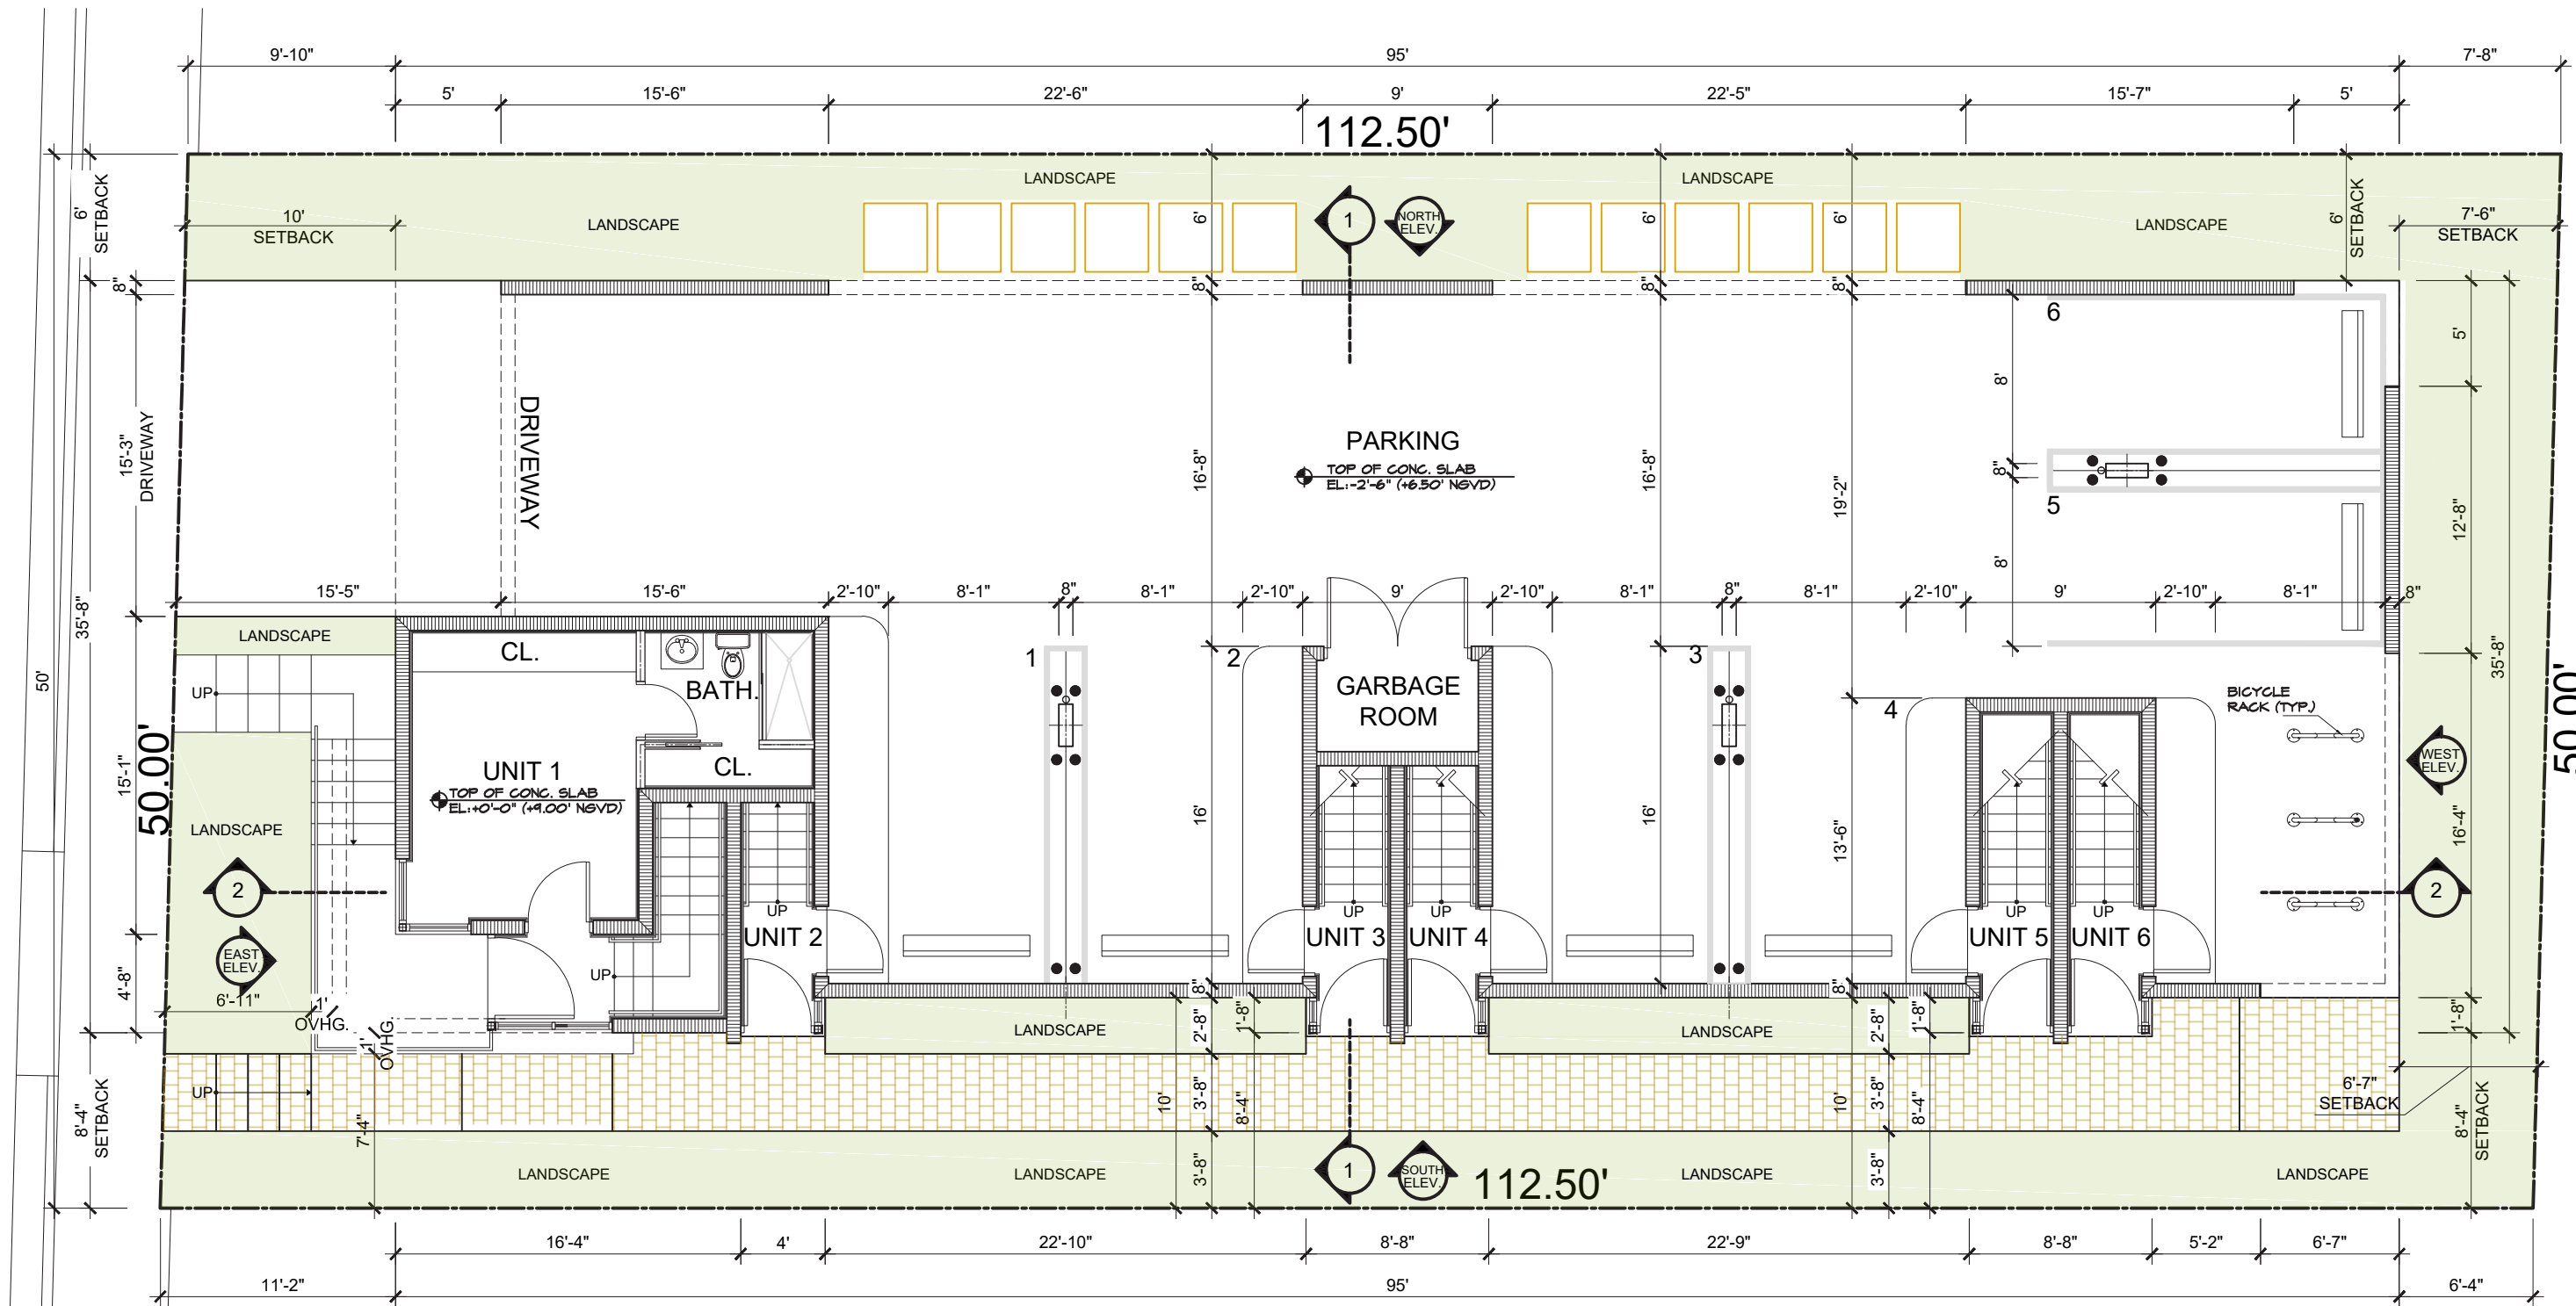 9'-10"
95'
7'-8"
5'
15'-6"
22'-6"
9'
22'-5"
15'-7"
5'
112.50'
6'
SETBACK
10'
SETBACK
LANDSCAPE
LANDSCAPE
LANDSCAPE
LANDSCAPE
6'
6'
6'
6'
SETBACK
7'-6"
SETBACK
1
NORTH
ELEV.
8"
8"
8"
8"
15'-3"
DRIVEWAY
DRIVEWAY
35'-8"
50'
PARKING
TOP OF CONC. SLAB
EL:-2'-6" (+6.50' NGVD)
16'-8"
16'-8"
19'-2"
6
8'
8"
5
8'
5'
12'-8"
35'-8"
15'-5"
15'-6"
2'-10"
8'-1"
8"
8'-1"
2'-10"
9'
2'-10"
8'-1"
8"
8'-1"
2'-10"
9'
2'-10"
8'-1"
8"
LANDSCAPE
UP
CL.
BATH.
CL.
UNIT 1
TOP OF CONC. SLAB
EL:+0'-0" (+9.00' NGVD)
1
2
3
4
GARBAGE
ROOM
BICYCLE
RACK (TYP.)
50.00'
50.00'
15'-1"
LANDSCAPE
16'
16'
13'-6"
16'-4"
WEST
ELEV.
2
2
EAST
ELEV.
UP
UP
UP
UP
UP
UP
UNIT 2
UNIT 3
UNIT 4
UNIT 5
UNIT 6
4'-8"
6'-11"
1'
OVHG.
1'
OVHG.
8"
8"
LANDSCAPE
LANDSCAPE
2'-8"
1'-8"
2'-8"
1'-8"
1'-8"
UP
8'-4"
SETBACK
7'-4"
10'
3'-8"
8'-4"
10'
3'-8"
8'-4"
6'-7"
SETBACK
8'-4"
SETBACK
LANDSCAPE
LANDSCAPE
3'-8"
1
SOUTH
ELEV.
112.50'
LANDSCAPE
3'-8"
LANDSCAPE
16'-4"
4'
22'-10"
8'-8"
22'-9"
8'-8"
5'-2"
6'-7"
11'-2"
95'
6'-4"